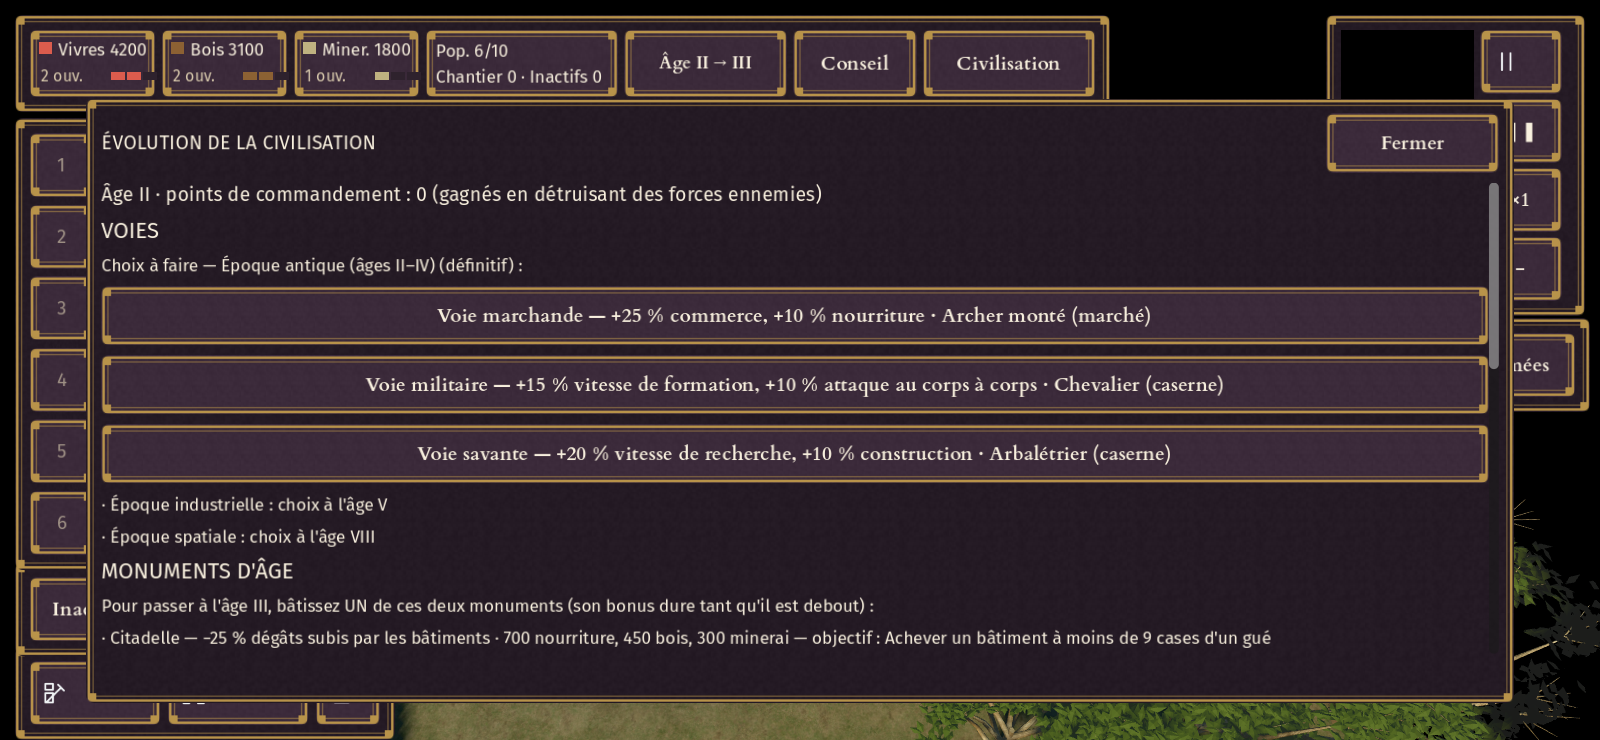 Vivres 4200
2 ouv.
Bois 3100
2 ouv.
Miner. 1800
1 ouv.
Pop. 6/10
Chantier 0 · Inactifs 0
Âge II → III
Conseil
Civilisation
1
2
3
4
5
6
ÉVOLUTION DE LA CIVILISATION
Fermer
Âge II · points de commandement : 0 (gagnés en détruisant des forces ennemies)
VOIES
Choix à faire — Époque antique (âges II–IV) (définitif) :
Voie marchande — +25 % commerce, +10 % nourriture · Archer monté (marché)
Voie militaire — +15 % vitesse de formation, +10 % attaque au corps à corps · Chevalier (caserne)
Voie savante — +20 % vitesse de recherche, +10 % construction · Arbalétrier (caserne)
· Époque industrielle : choix à l'âge V
· Époque spatiale : choix à l'âge VIII
MONUMENTS D'ÂGE
Pour passer à l'âge III, bâtissez UN de ces deux monuments (son bonus dure tant qu'il est debout) :
· Citadelle — −25 % dégâts subis par les bâtiments · 700 nourriture, 450 bois, 300 minerai — objectif : Achever un bâtiment à moins de 9 cases d'un gué
×1
−